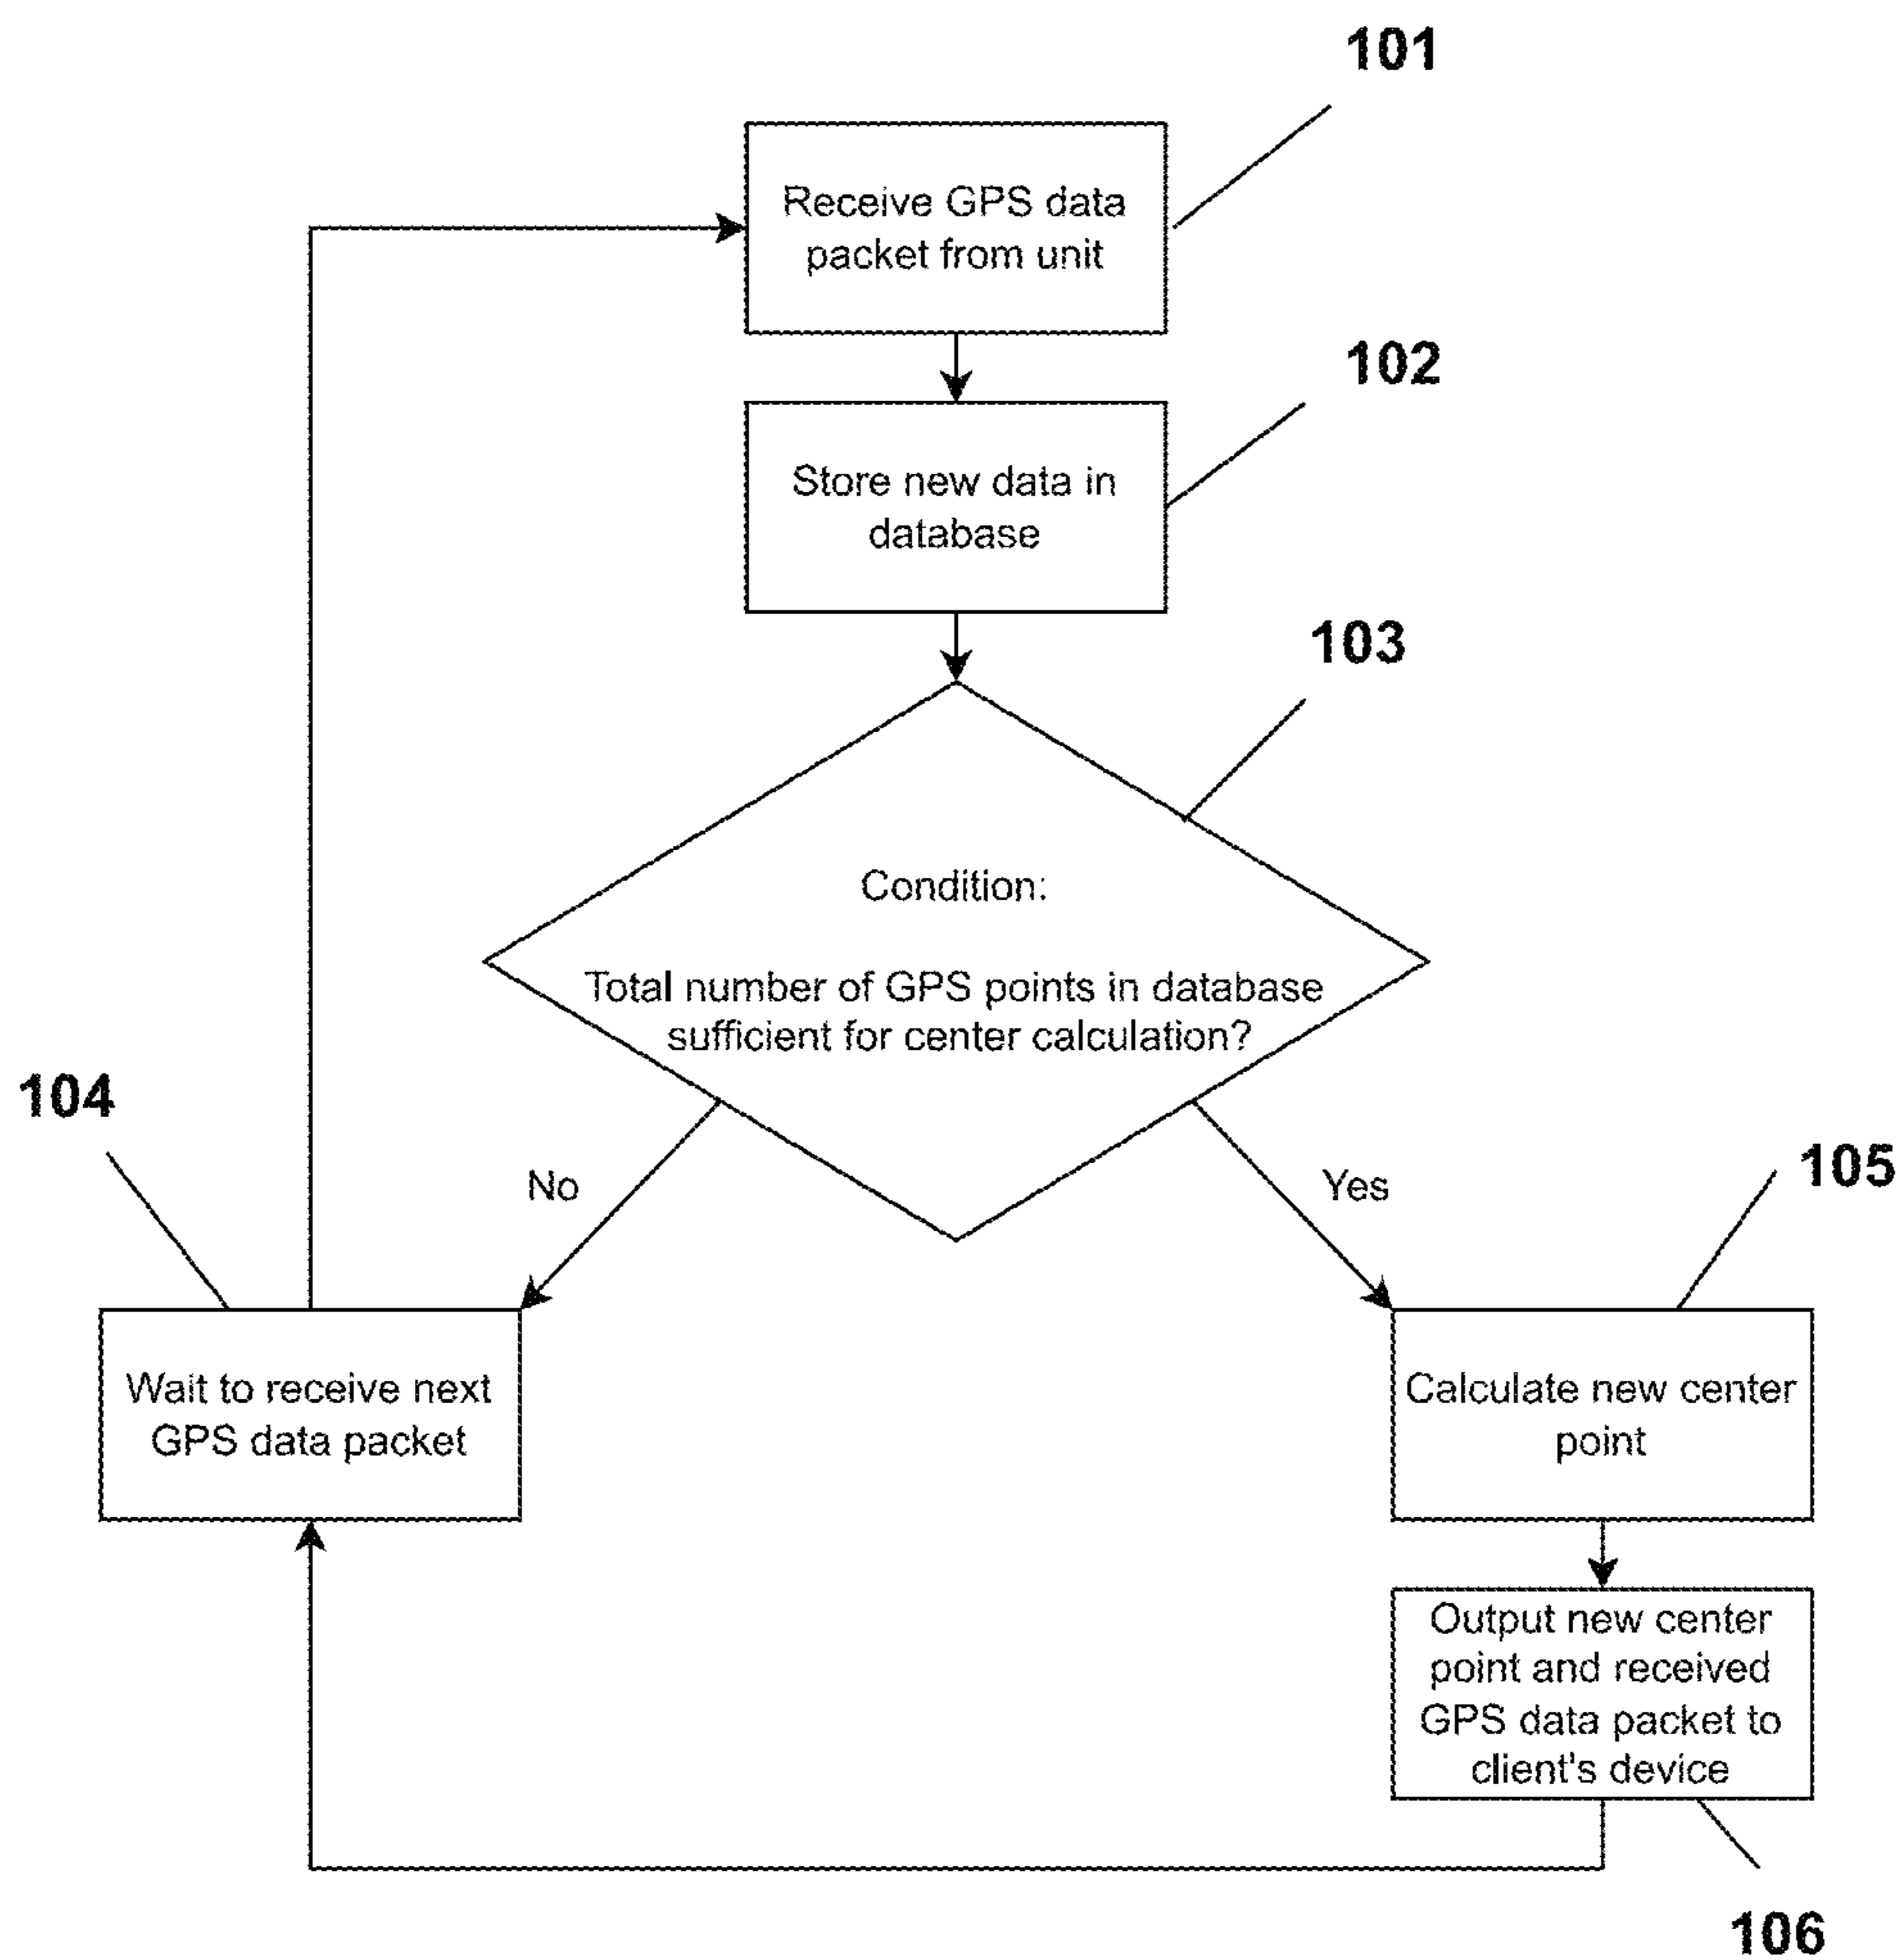 101
Receive GPS data
packet from unit
102
Store new data in
database
103
Condition:
Total number of GPS points in database
sufficient for center calculation?
104
No
Yes
105
Wait to receive next
GPS data packet
Calculate new center
point
Output new center
point and received
GPS data packet to
client's device
106